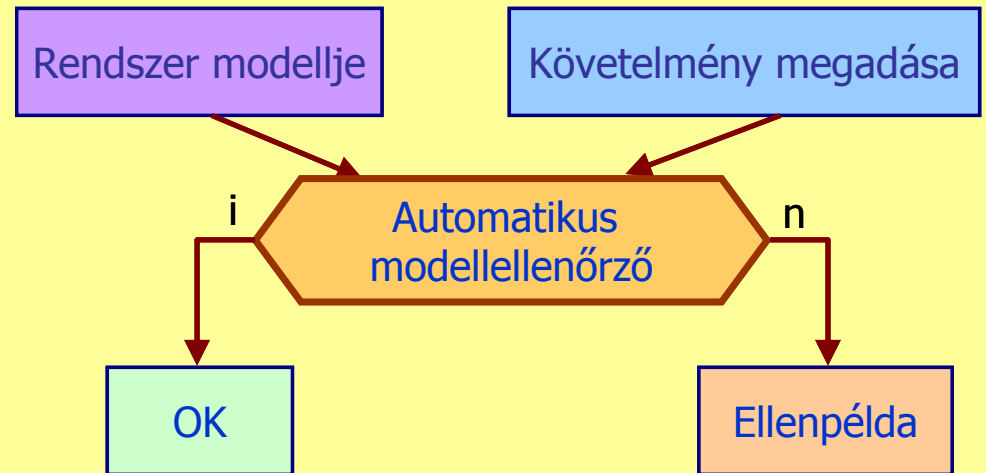 Rendszer modellje
Követelmény megadása
i
Automatikus
modellellenőrző
n
OK
Ellenpélda